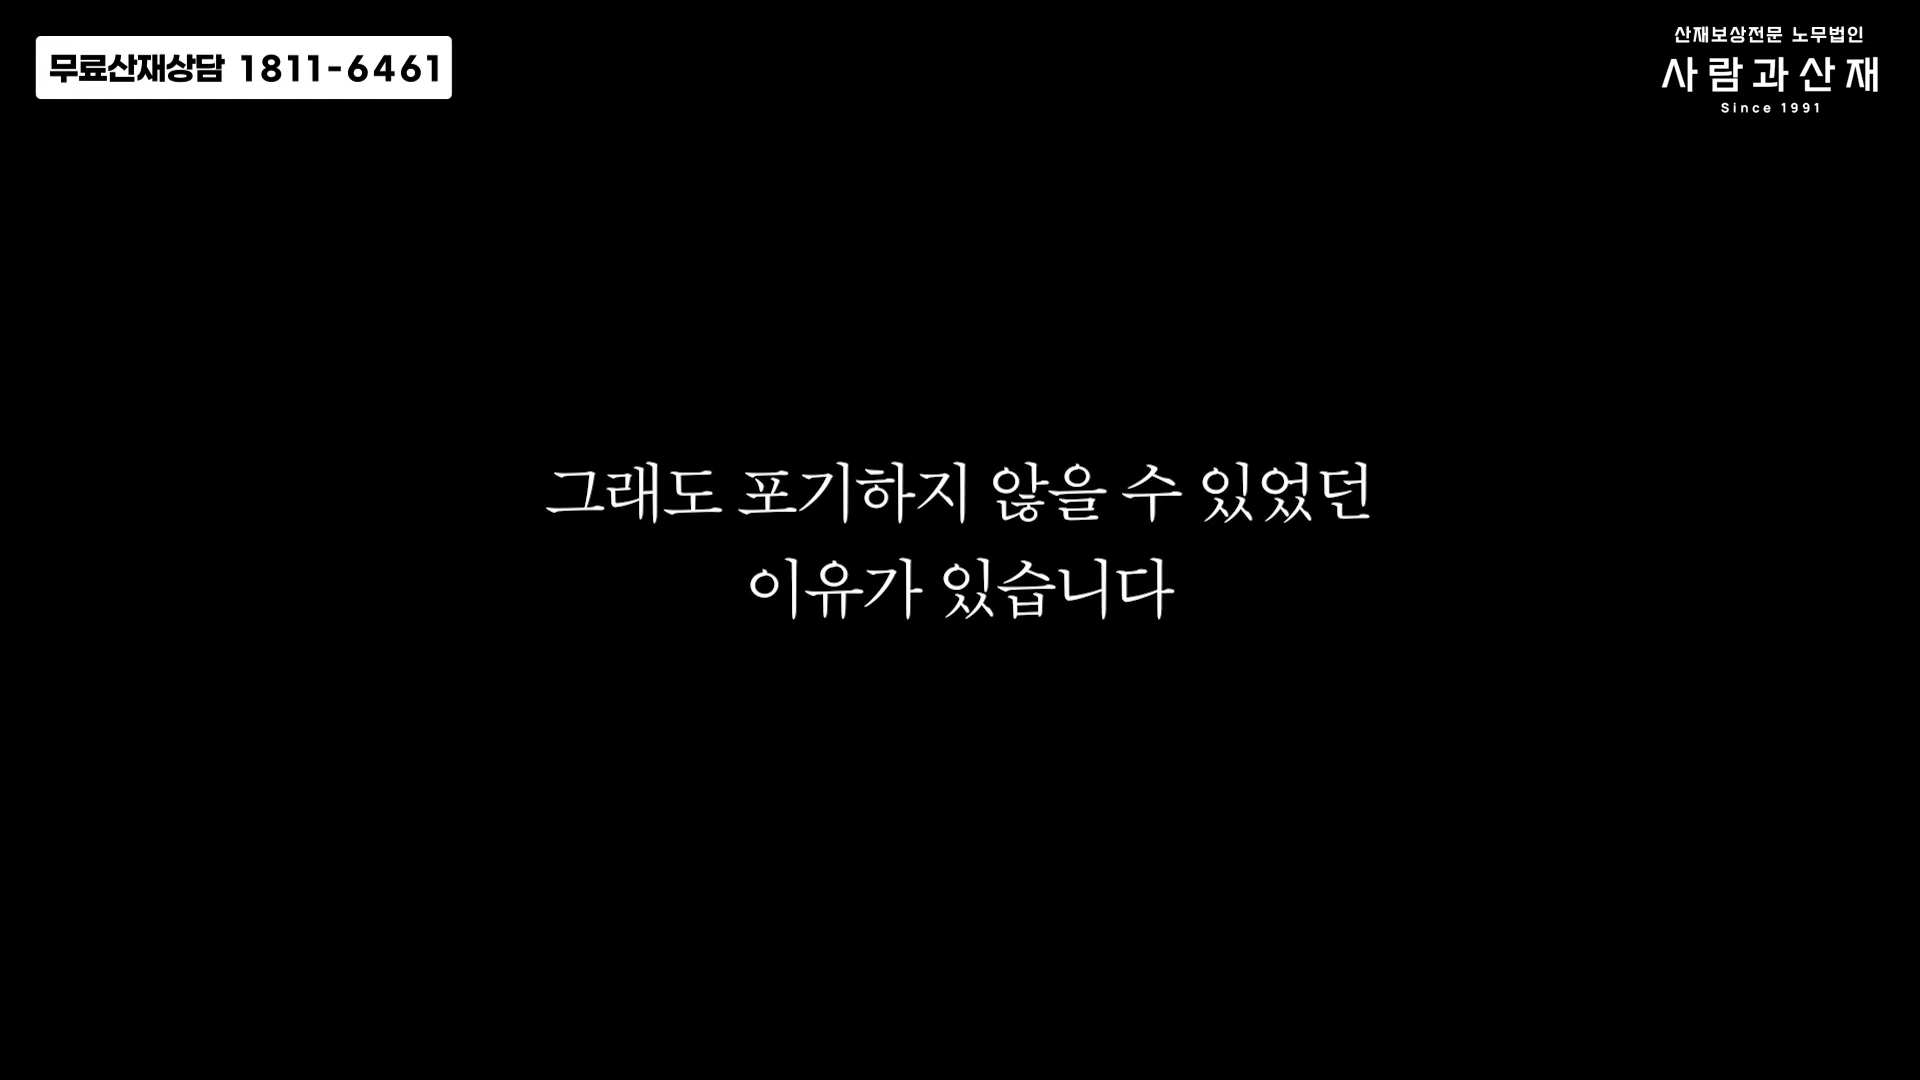 무료산재상담 1811-6461
산재보상전문 노무법인
사람과산재
Since 1991
그래도 포기하지 않을 수 있었던
이유가 있습니다